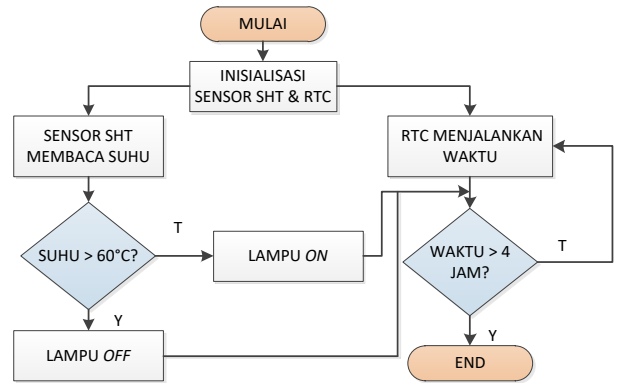 MULAI
INISIALISASI
SENSOR SHT & RTC
SENSOR SHT
MEMBACA SUHU
RTC MENJALANKAN
WAKTU
SUHU > 60°C?
T
LAMPU ON
WAKTU > 4
JAM?
T
Y
LAMPU OFF
Y
END